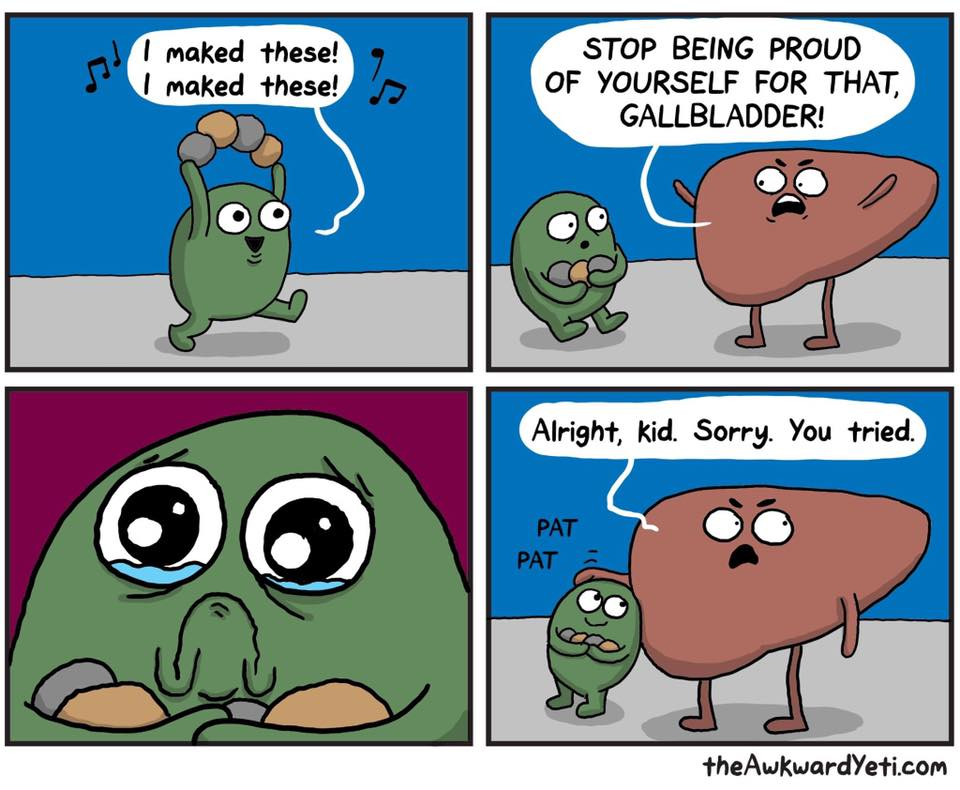 I maked these!
I maked these!
STOP BEING PROUD
OF YOURSELF FOR THAT,
GALLBLADDER!
Alright, kid. Sorry. You tried.
PAT
PAT
theAwkwardYeti.com